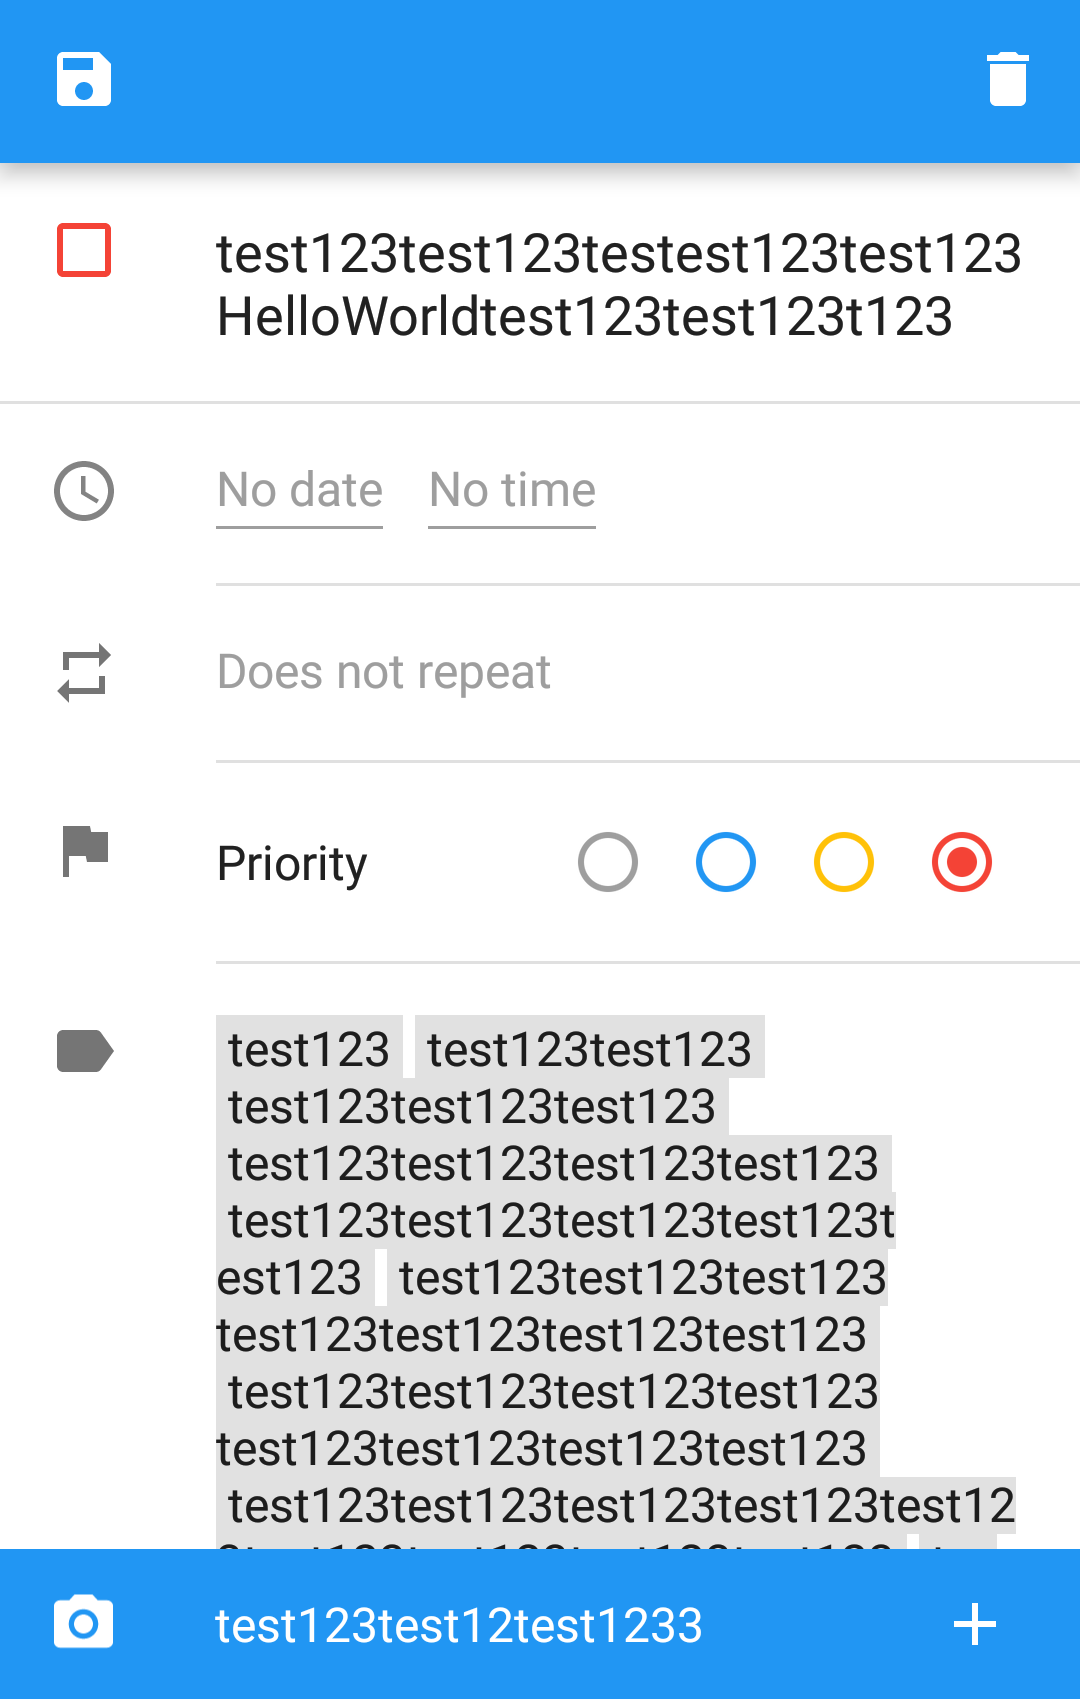 test123test123testest123test123
HelloWorldtest123test123t123
No date No time
Does not repeat
Priority
test123 test123test123
test123test123test123
test123test123test123test123
test123test123test123test123t
est123 test123test123test123
test123test123test123test123
test123test123test123test123
test123test123test123test123
test123test123test123test123test12
test123test12test1233